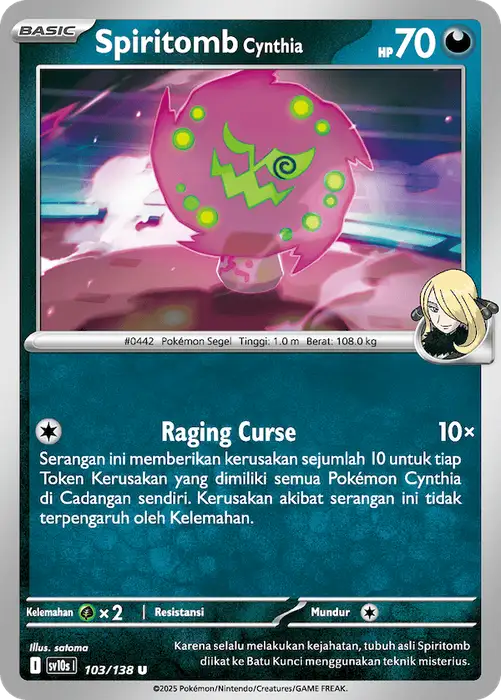 BASIC
Spiritomb Cynthia
HP 70
#0442 Pokémon Segel Tinggi: 1.0 m Berat: 108.0 kg
Raging Curse 10×
Serangan ini memberikan kerusakan sejumlah 10 untuk tiap
Token Kerusakan yang dimiliki semua Pokémon Cynthia
di Cadangan sendiri. Kerusakan akibat serangan ini tidak
terpengaruh oleh Kelemahan.
Kelemahan ×2 Resistansi Mundur
Illus. satoma
I sv10s I 103/138 U
Karena selalu melakukan kejahatan, tubuh asli Spiritomb
diikat ke Batu Kunci menggunakan teknik misterius.
©2025 Pokémon/Nintendo/Creatures/GAME FREAK.